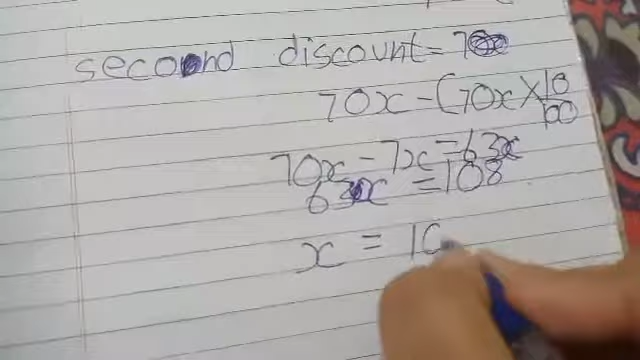 second discount = 70x
70x - (70x × 10/100
70x - 7x = 63x
63x = 108
x = 10